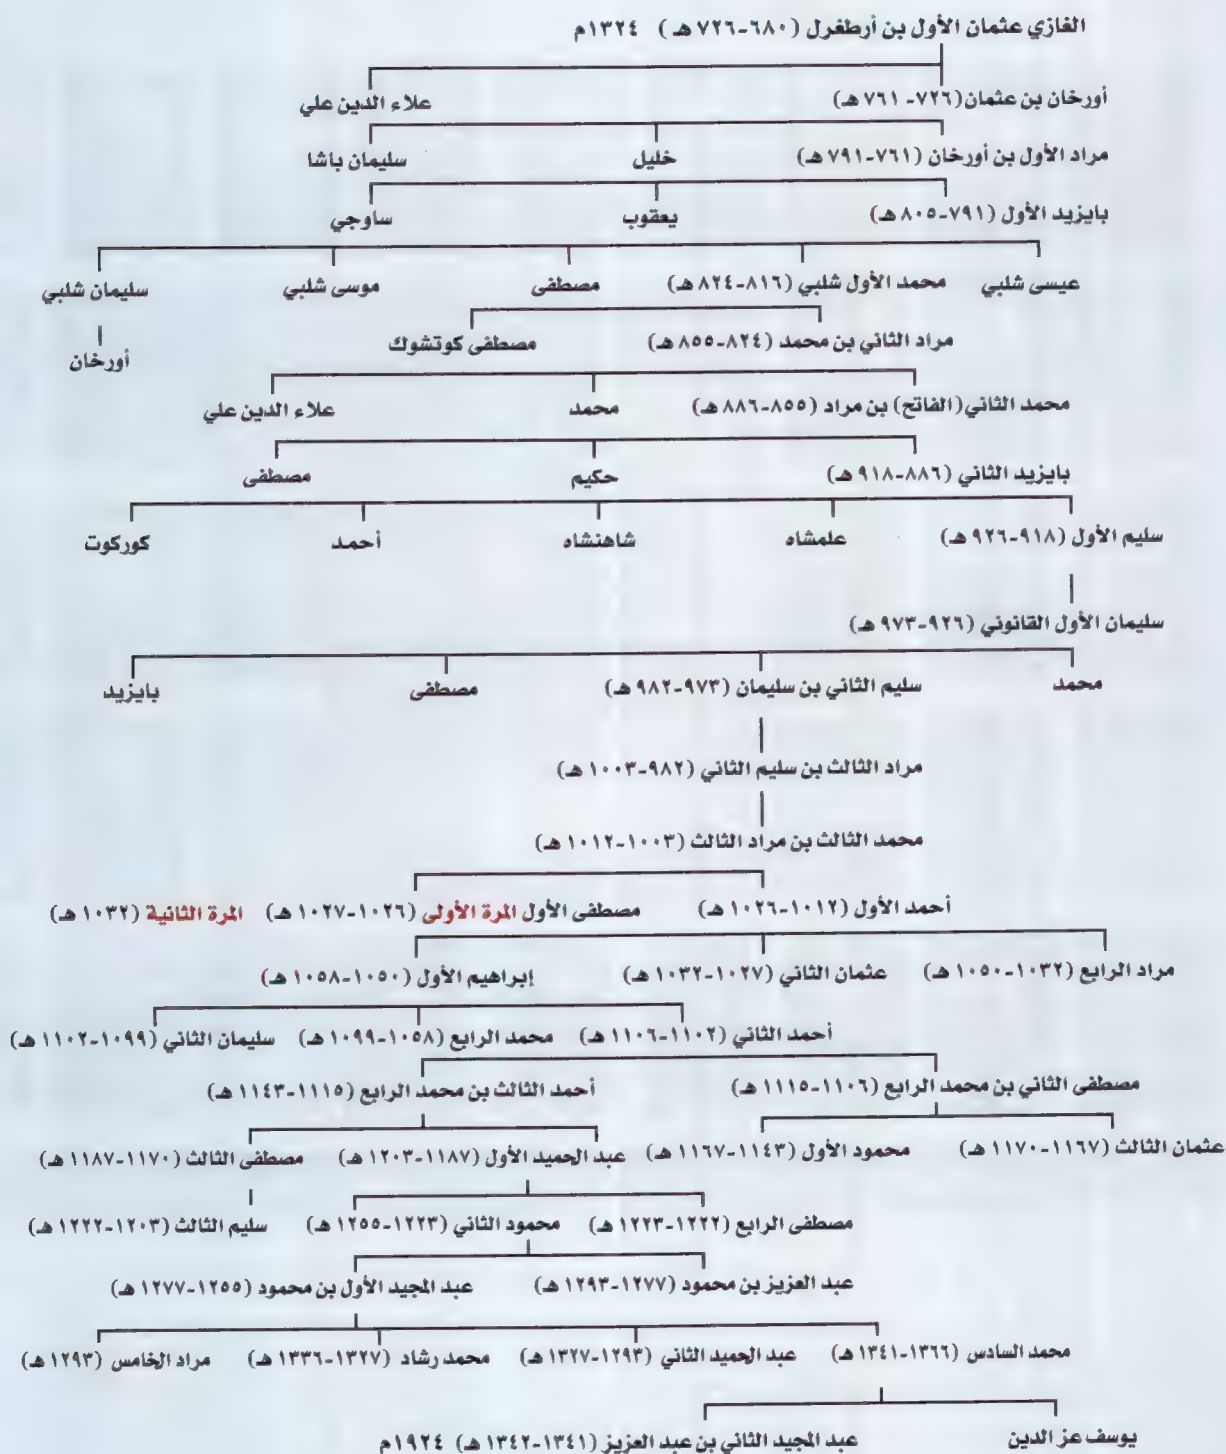 الغازي عثمان الأول بن أرطغرل (٦٨٠-٧٢٦ هـ) ١٣٢٤م
أورخان بن عثمان (٧٢٦- ٧٦١ هـ) علاء الدين علي
مراد الأول بن أورخان (٧٦١-٧٩١ هـ) خليل سليمان باشا
بايزيد الأول (٧٩١-٨٠٥ هـ) يعقوب ساوجي
عيسى شلبي محمد الأول شلبي (٨١٦-٨٢٤ هـ) مصطفى موسى شلبي سليمان شلبي
مراد الثاني بن محمد (٨٢٤-٨٥٥ هـ) مصطفى كوتشوك أورخان
محمد الثاني (الفاتح) بن مراد (٨٥٥-٨٨٦ هـ) محمد علاء الدين علي
بايزيد الثاني (٨٨٦-٩١٨ هـ) حكيم مصطفى
سليم الأول (٩١٨-٩٢٦ هـ) علمشاه شاهنشاه أحمد كوركوت
سليمان الأول القانوني (٩٢٦-٩٧٣ هـ)
محمد سليم الثاني بن سليمان (٩٧٣-٩٨٢ هـ) مصطفى بايزيد
مراد الثالث بن سليم الثاني (٩٨٢-١٠٠٣ هـ)
محمد الثالث بن مراد الثالث (١٠٠٣-١٠١٢ هـ)
أحمد الأول (١٠١٢-١٠٢٦ هـ) مصطفى الأول المرة الأولى (١٠٢٦-١٠٢٧ هـ) المرة الثانية (١٠٣٢ هـ)
مراد الرابع (١٠٣٢-١٠٥٠ هـ) عثمان الثاني (١٠٢٧-١٠٣٢ هـ) إبراهيم الأول (١٠٥٠-١٠٥٨ هـ)
أحمد الثاني (١١٠٢-١١٠٦ هـ) محمد الرابع (١٠٥٨-١٠٩٩ هـ) سليمان الثاني (١٠٩٩-١١٠٢ هـ)
مصطفى الثاني بن محمد الرابع (١١٠٦-١١١٥ هـ) أحمد الثالث بن محمد الرابع (١١١٥-١١٤٣ هـ)
عثمان الثالث (١١٦٧-١١٧٠ هـ) محمود الأول (١١٤٣-١١٦٧ هـ) عبد الحميد الأول (١١٨٧-١٢٠٣ هـ) مصطفى الثالث (١١٧٠-١١٨٧ هـ)
مصطفى الرابع (١٢٢٢-١٢٢٣ هـ) محمود الثاني (١٢٢٣-١٢٥٥ هـ) سليم الثالث (١٢٠٣-١٢٢٢ هـ)
عبد العزيز بن محمود (١٢٧٧-١٢٩٣ هـ) عبد المجيد الأول بن محمود (١٢٥٥-١٢٧٧ هـ)
محمد السادس (١٣٦٦-١٣٤١ هـ) عبد الحميد الثاني (١٢٩٣-١٣٢٧ هـ) محمد رشاد (١٣٢٧-١٣٣٦ هـ) مراد الخامس (١٢٩٣ هـ)
يوسف عز الدين عبد المجيد الثاني بن عبد العزيز (١٣٤١-١٣٤٢ هـ) ١٩٢٤م